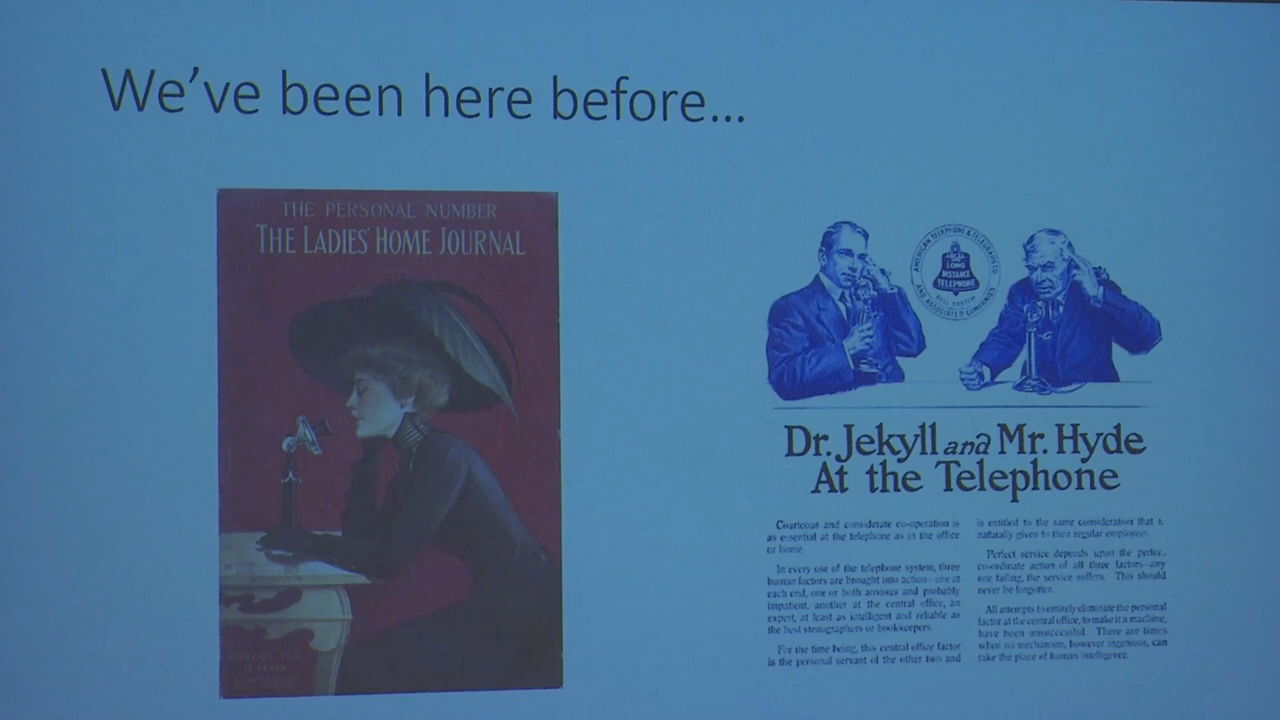 We've been here before...
THE PERSONAL NUMBER
THE LADIES' HOME JOURNAL
AMERICAN TELEPHONE & TELEGRAPH CO.
AND ASSOCIATED COMPANIES
LOCAL AND
LONG
DISTANCE
TELEPHONE
BELL SYSTEM
Dr. Jekyll and Mr. Hyde
At the Telephone
Courteous and considerate co-operation is
as essential at the telephone as in the office
or home
In every use of the telephone system, three
human factors are brought into action—one at
each end, one or both anxious and probably
impatient, another at the central office, an
expert, at least as intelligent and reliable as
the best stenographers or bookkeepers.
For the time being, this central office factor
is the personal servant of the other two and
is entitled to the same consideration that is
naturally given to their regular employees.
Perfect service depends upon the perfect
co-ordinate action of all three factors—any
one failing, the service suffers. This should
never be forgotten.
All attempts to entirely eliminate the personal
factor at the central office, to make it a machine,
have been unsuccessful. There are times
when no mechanism, however ingenious, can
take the place of human intelligence.